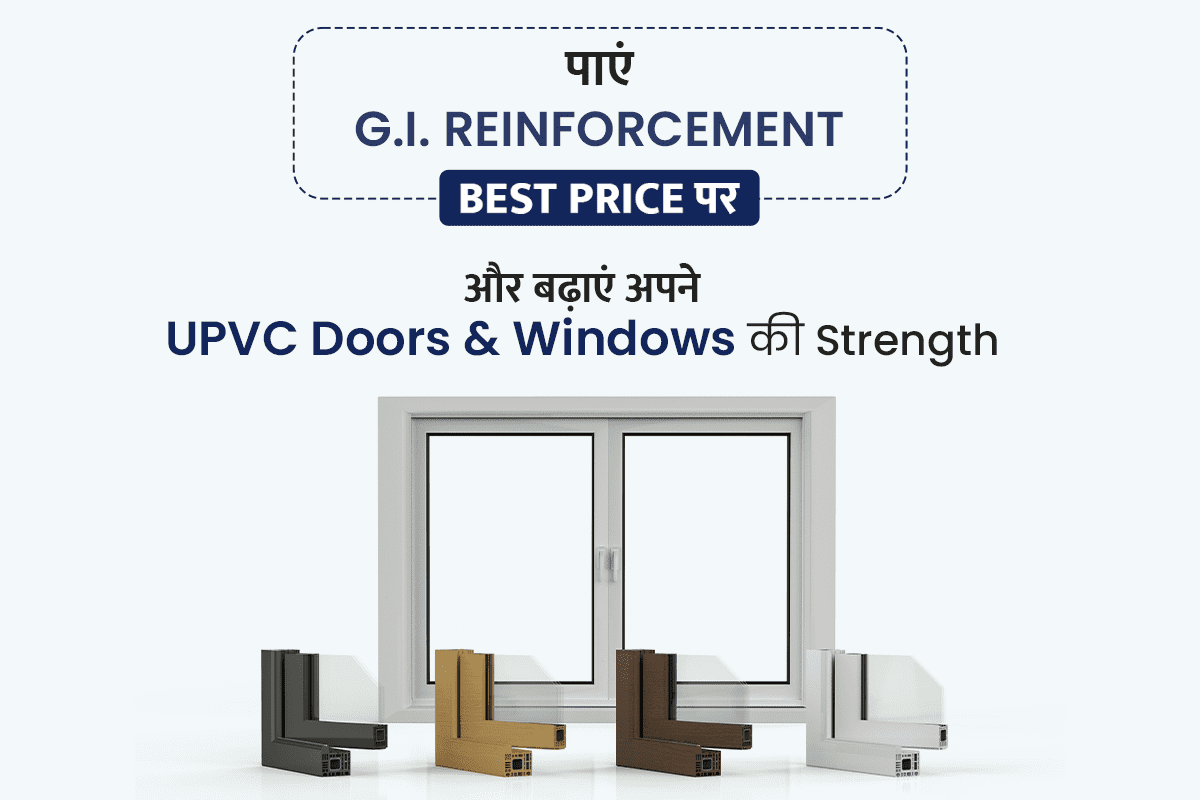 पाएं
G.I. REINFORCEMENT
BEST PRICE पर
और बढ़ाएं अपने
UPVC Doors & Windows की Strength